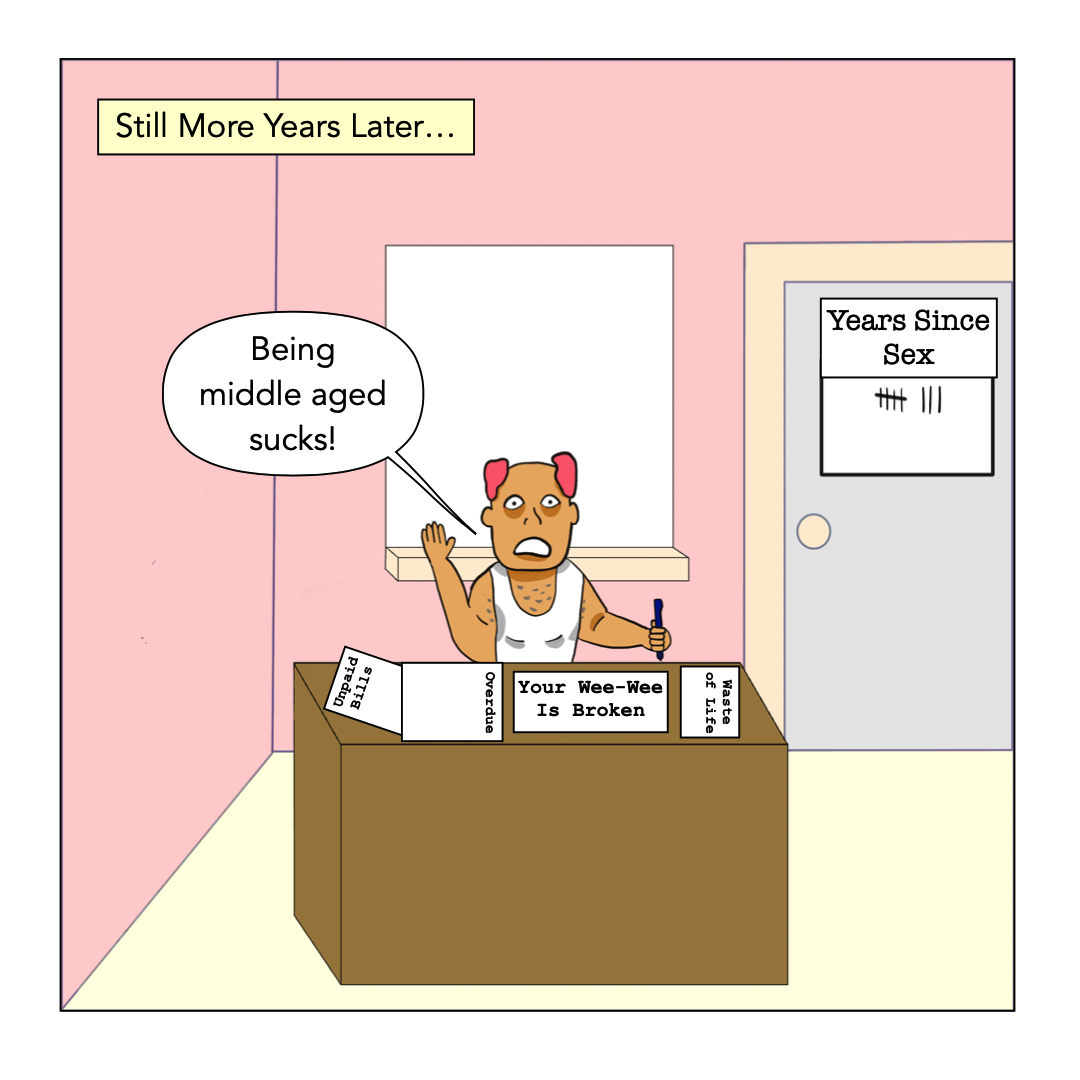 Still More Years Later...
Being
middle aged
sucks!
Years Since
Sex
Unpaid
Bills
Overdue
Your Wee-Wee
Is Broken
Waste
of Life